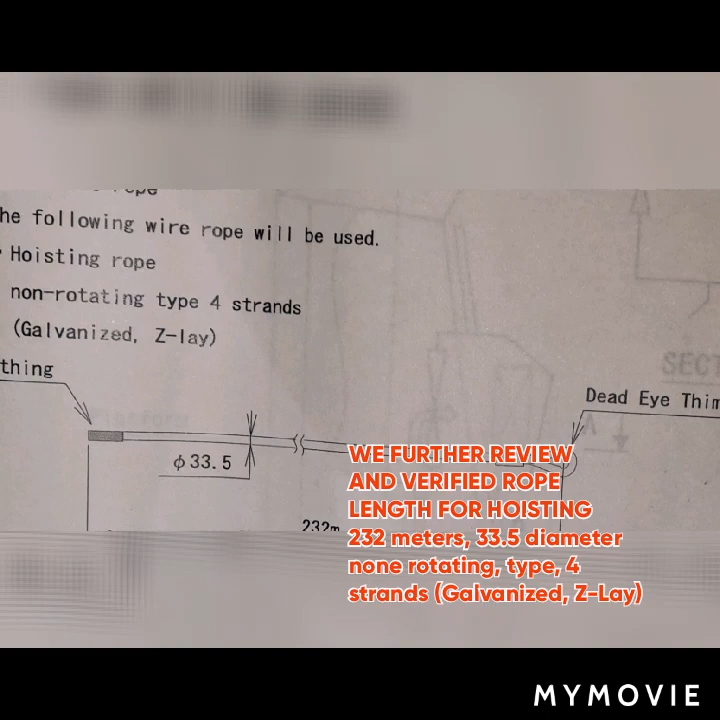 he following wire rope will be used.
Hoisting rope
non-rotating type 4 strands
(Galvanized, Z-lay)
thing
Dead Eye Thim
SECT
A
φ33.5
232m
WE FURTHER REVIEW
AND VERIFIED ROPE
LENGTH FOR HOISTING
232 meters, 33.5 diameter
none rotating, type, 4
strands (Galvanized, Z-Lay)
MYMOVIE